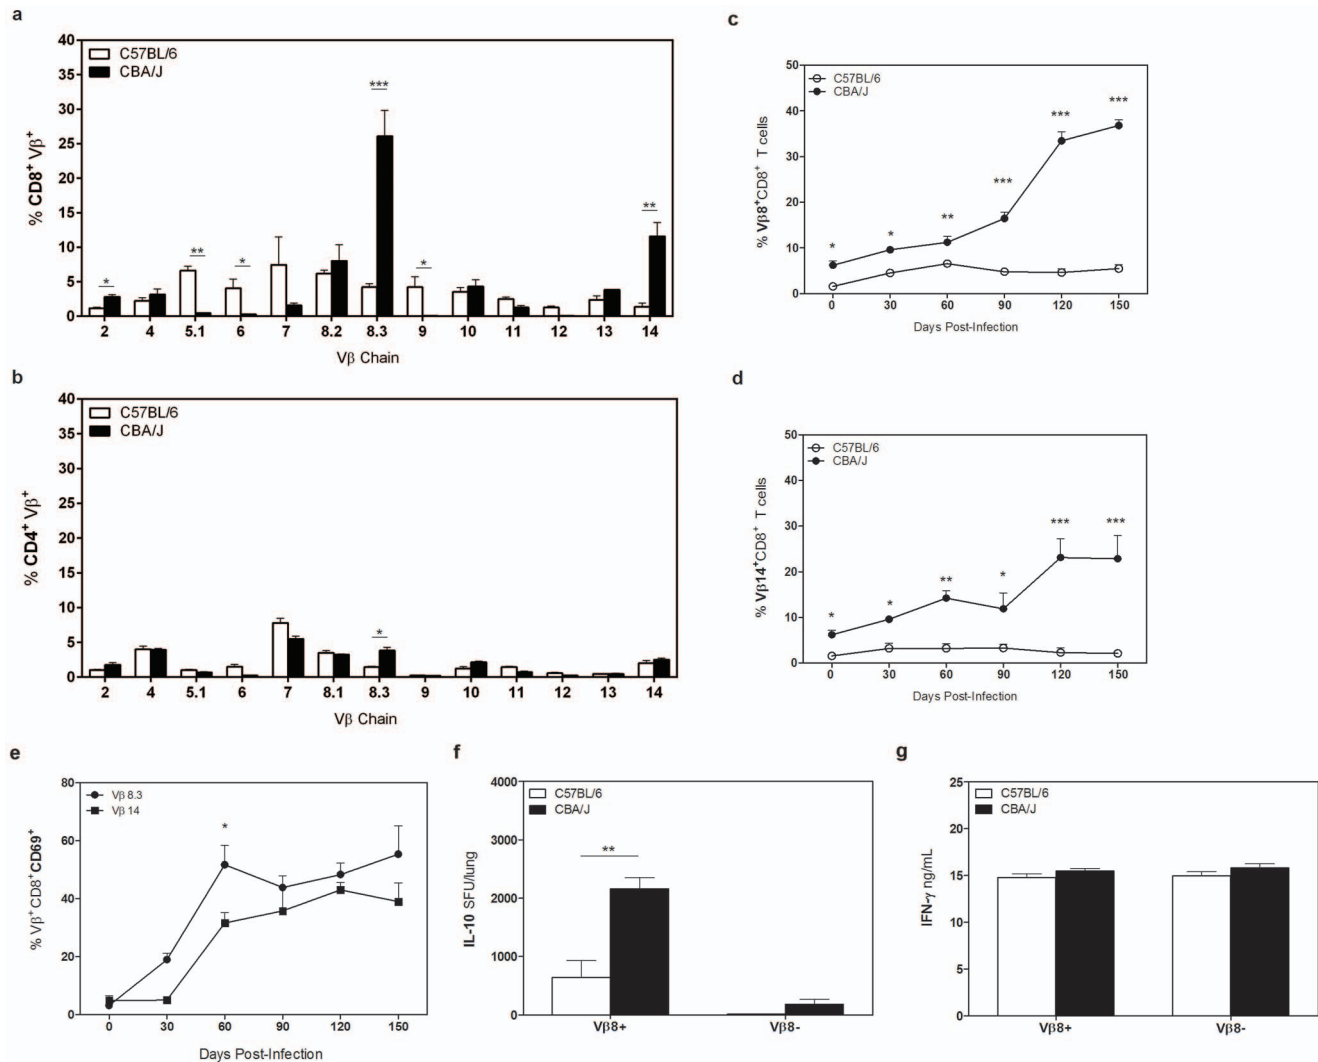 a
40
35
30
25
20
15
10
5
0
% CD8⁺ Vβ⁺
C57BL/6
CBA/J
*
**
*
***
*
**
2 4 5.1 6 7 8.2 8.3 9 10 11 12 13 14
Vβ Chain
b
40
35
30
25
20
15
10
5
0
% CD4⁺ Vβ⁺
C57BL/6
CBA/J
*
2 4 5.1 6 7 8.1 8.3 9 10 11 12 13 14
Vβ Chain
c
50
40
30
20
10
0
% Vβ8⁺CD8⁺ T cells
C57BL/6
CBA/J
*
*
**
***
***
***
0 30 60 90 120 150
Days Post-Infection
d
50
40
30
20
10
0
% Vβ14⁺CD8⁺ T cells
C57BL/6
CBA/J
*
*
**
*
***
***
0 30 60 90 120 150
Days Post-Infection
e
80
60
40
20
0
% Vβ⁺ CD8⁺CD69⁺
Vβ 8.3
Vβ 14
*
0 30 60 90 120 150
Days Post-Infection
f
4000
3000
2000
1000
0
IL-10 SFU/lung
C57BL/6
CBA/J
**
Vβ8+ Vβ8-
g
25
20
15
10
5
0
IFN-γ ng/mL
C57BL/6
CBA/J
Vβ8+ Vβ8-